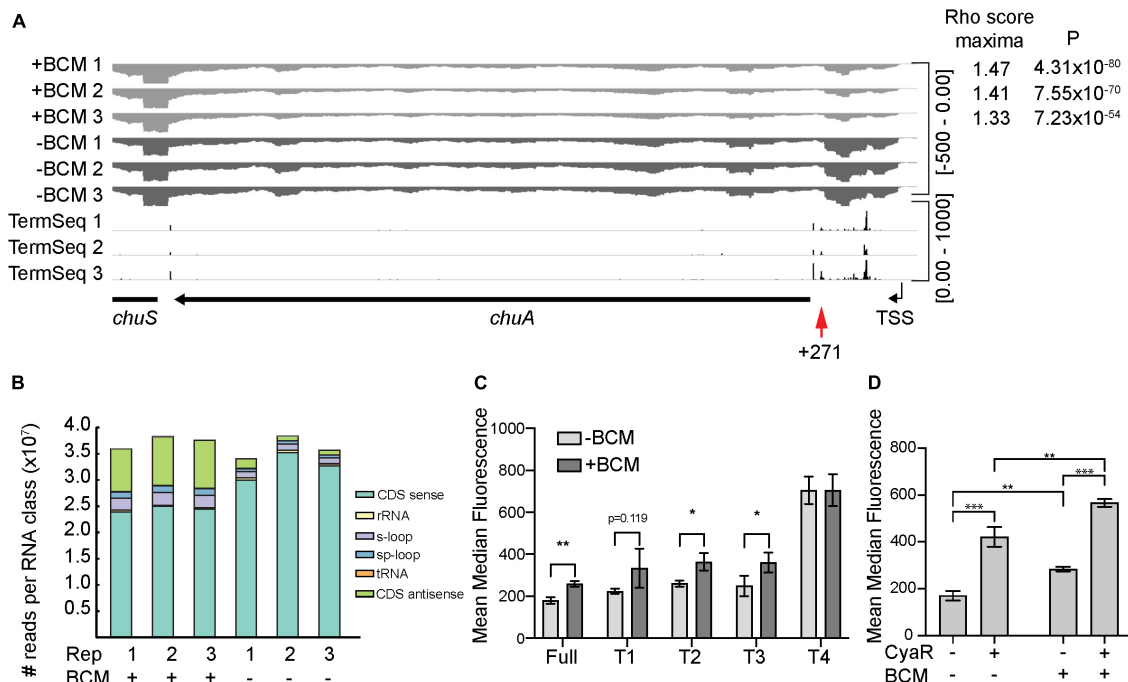 A
Rho score maxima P
+BCM 1 1.47 4.31x10-80
+BCM 2 1.41 7.55x10-70
+BCM 3 1.33 7.23x10-54
-BCM 1
-BCM 2
-BCM 3
[-500 - 0.00]
TermSeq 1
TermSeq 2
TermSeq 3
[0.00 - 1000]
chuS chuA TSS
+271
B
# reads per RNA class (x10⁷)
4.0
3.5
3.0
2.5
2.0
1.5
1.0
0.5
CDS sense
rRNA
s-loop
sp-loop
tRNA
CDS antisense
Rep 1 2 3 1 2 3
BCM + + + - - -
C
Mean Median Fluorescence
1000
800
600
400
200
0
-BCM
+BCM
** p=0.119 * *
Full T1 T2 T3 T4
D
Mean Median Fluorescence
800
600
400
200
0
**
***
**
***
CyaR - + - +
BCM - - + +